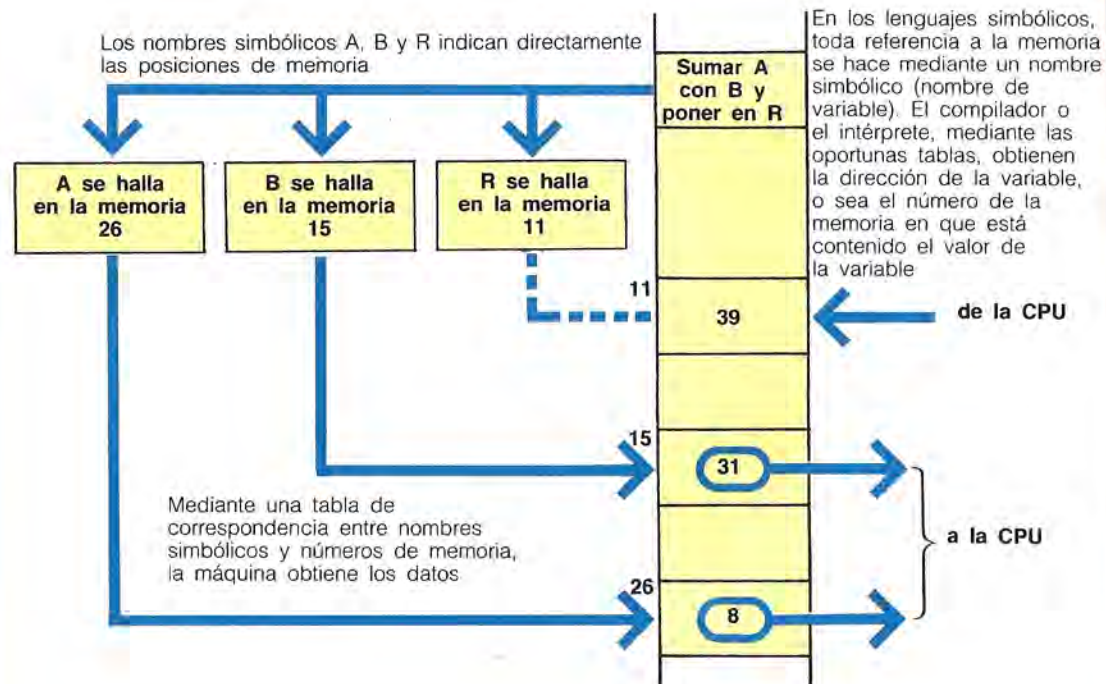 Los nombres simbólicos A, B y R indican directamente
las posiciones de memoria
Sumar A
con B y
poner en R
En los lenguajes simbólicos,
toda referencia a la memoria
se hace mediante un nombre
simbólico (nombre de
variable). El compilador o
el intérprete, mediante las
oportunas tablas, obtienen
la dirección de la variable,
o sea el número de la
memoria en que está
contenido el valor de
la variable
A se halla
en la memoria
26
B se halla
en la memoria
15
R se halla
en la memoria
11
11
39
de la CPU
15
31
Mediante una tabla de
correspondencia entre nombres
simbólicos y números de memoria,
la máquina obtiene los datos
a la CPU
26
8